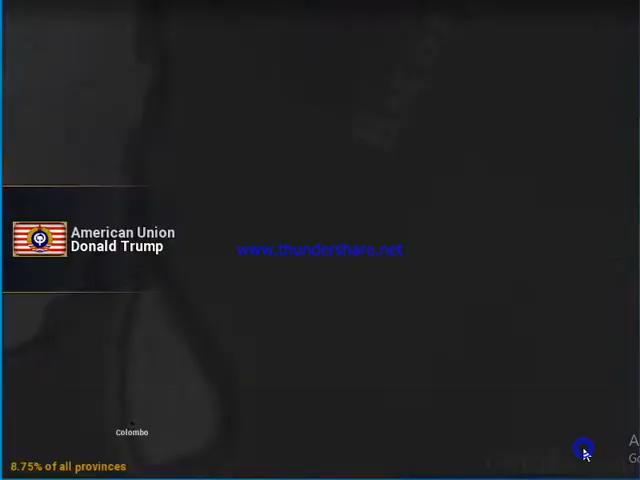 American Union
Donald Trump
www.thundershare.net
Colombo
8.75% of all provinces